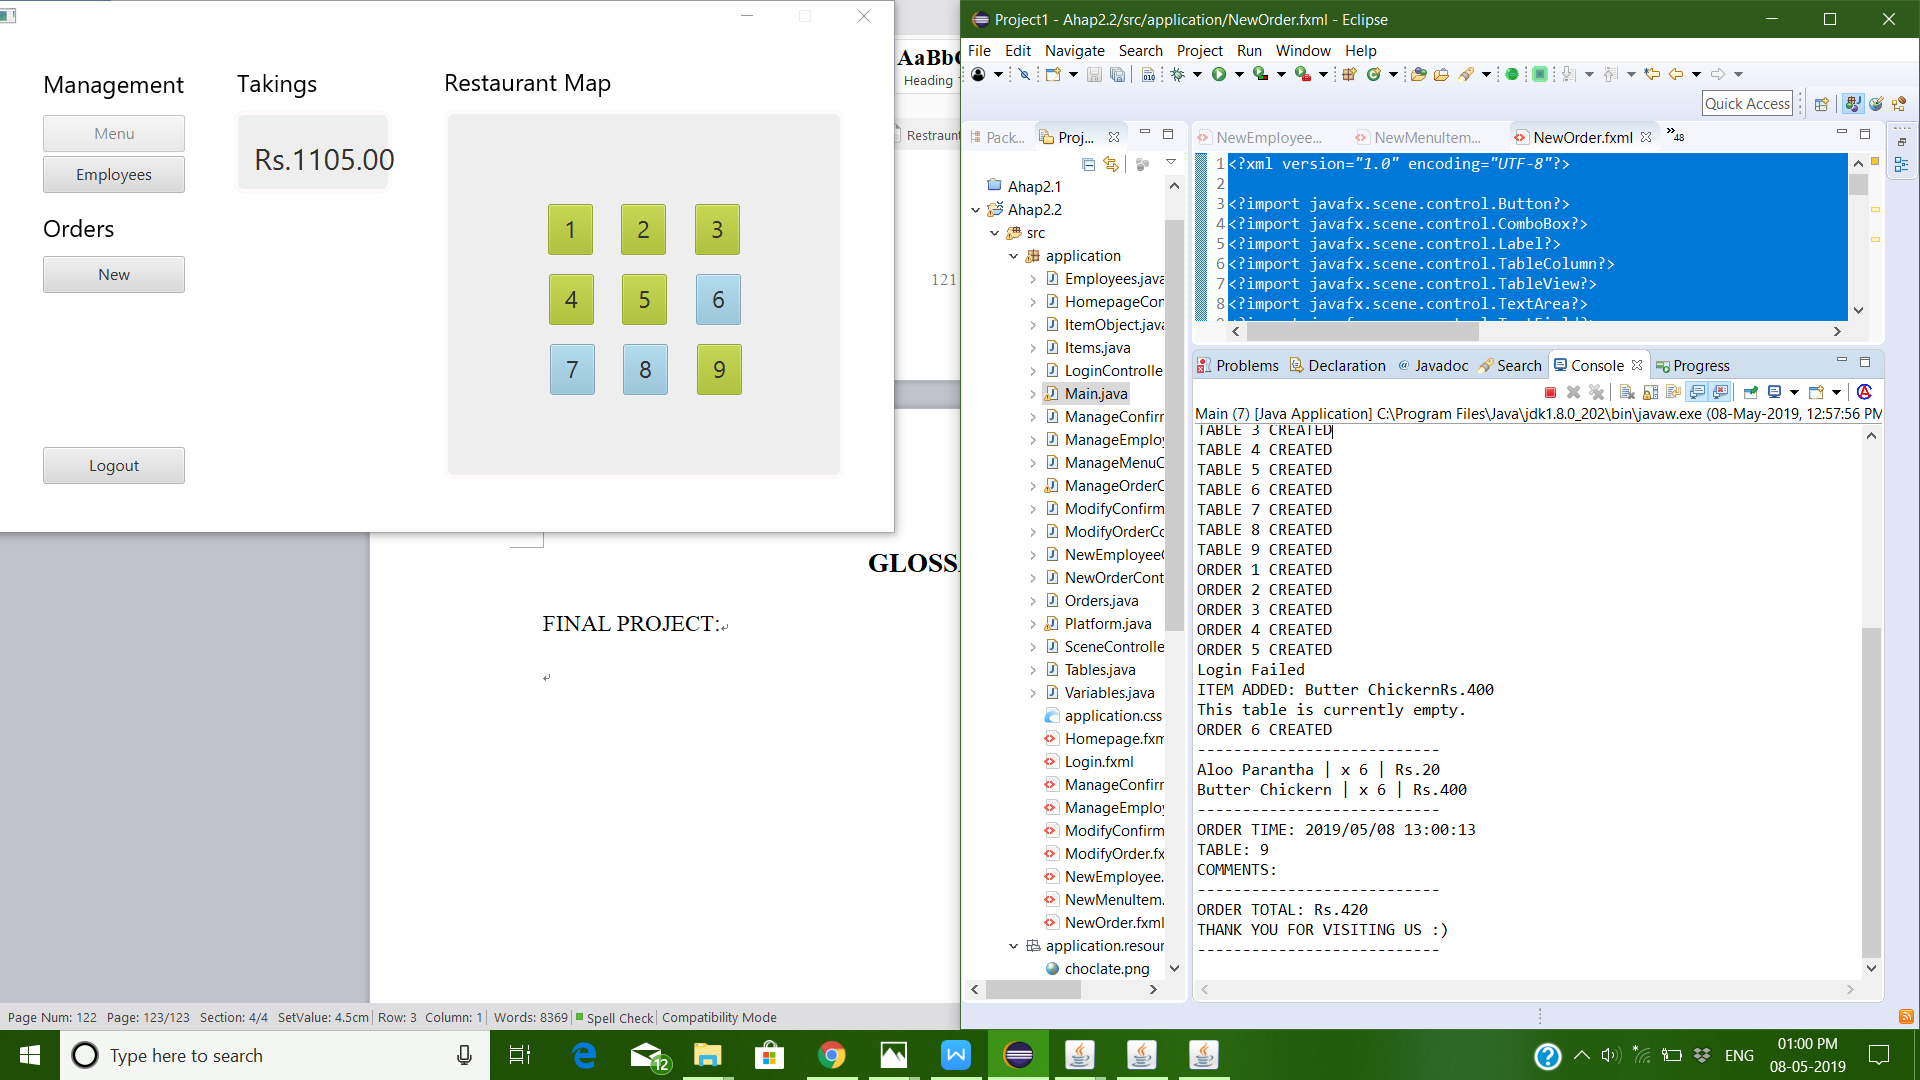 Management
Menu
Employees
Orders
New
Logout
Takings
Rs.1105.00
Restaurant Map
1 2 3
4 5 6
7 8 9
Heading
Restraunt
121
FINAL PROJECT:
Page Num: 122 Page: 123/123 Section: 4/4 SetValue: 4.5cm Row: 3 Column: 1 Words: 8369 Spell Check Compatibility Mode
Project1 - Ahap2.2/src/application/NewOrder.fxml - Eclipse
File Edit Navigate Search Project Run Window Help
Quick Access
Pack... Proj...
Ahap2.1
Ahap2.2
src
application
Employees.java
HomepageCon
ItemObject.java
Items.java
LoginControlle
Main.java
ManageConfirm
ManageEmploy
ManageMenuC
ManageOrderC
ModifyConfirm
ModifyOrderCo
NewEmployeeC
NewOrderCont
Orders.java
Platform.java
SceneControlle
Tables.java
Variables.java
application.css
Homepage.fxm
Login.fxml
ManageConfirm
ManageEmploy
ModifyConfirm
ModifyOrder.fx
NewEmployee.
NewMenuItem.
NewOrder.fxml
application.resour
choclate.png
NewEmployee... NewMenuItem... NewOrder.fxml »48
1 <?xml version="1.0" encoding="UTF-8"?>
2
3 <?import javafx.scene.control.Button?>
4 <?import javafx.scene.control.ComboBox?>
5 <?import javafx.scene.control.Label?>
6 <?import javafx.scene.control.TableColumn?>
7 <?import javafx.scene.control.TableView?>
8 <?import javafx.scene.control.TextArea?>
Problems Declaration Javadoc Search Console Progress
Main (7) [Java Application] C:\Program Files\Java\jdk1.8.0_202\bin\javaw.exe (08-May-2019, 12:57:56 PM
TABLE 3 CREATED
TABLE 4 CREATED
TABLE 5 CREATED
TABLE 6 CREATED
TABLE 7 CREATED
TABLE 8 CREATED
TABLE 9 CREATED
ORDER 1 CREATED
ORDER 2 CREATED
ORDER 3 CREATED
ORDER 4 CREATED
ORDER 5 CREATED
Login Failed
ITEM ADDED: Butter ChickernRs.400
This table is currently empty.
ORDER 6 CREATED
---------------------------
Aloo Parantha | x 6 | Rs.20
Butter Chickern | x 6 | Rs.400
---------------------------
ORDER TIME: 2019/05/08 13:00:13
TABLE: 9
COMMENTS:
---------------------------
ORDER TOTAL: Rs.420
THANK YOU FOR VISITING US :)
---------------------------
Type here to search
12
ENG
01:00 PM
08-05-2019